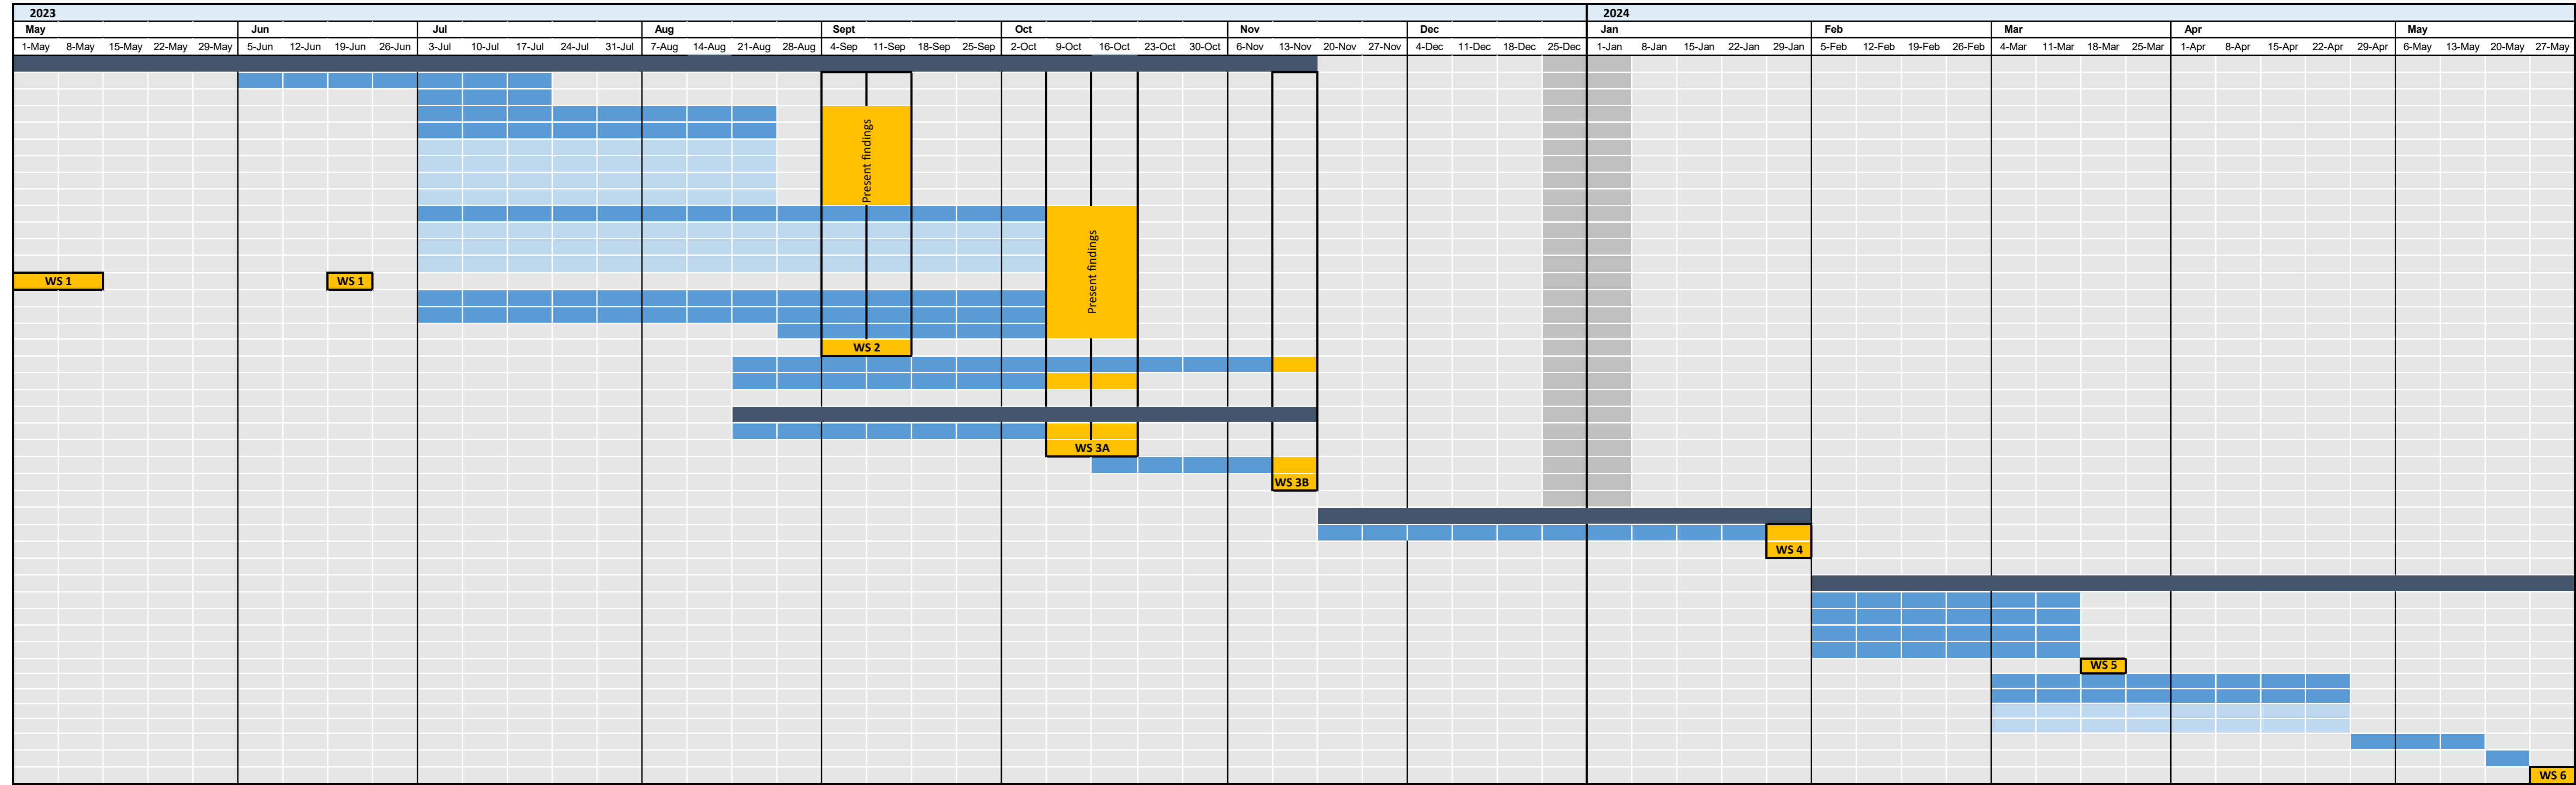 2023 2024
May Jun Jul Aug Sept Oct Nov Dec Jan Feb Mar Apr May
1-May 8-May 15-May 22-May 29-May 5-Jun 12-Jun 19-Jun 26-Jun 3-Jul 10-Jul 17-Jul 24-Jul 31-Jul 7-Aug 14-Aug 21-Aug 28-Aug 4-Sep 11-Sep 18-Sep 25-Sep 2-Oct 9-Oct 16-Oct 23-Oct 30-Oct 6-Nov 13-Nov 20-Nov 27-Nov 4-Dec 11-Dec 18-Dec 25-Dec 1-Jan 8-Jan 15-Jan 22-Jan 29-Jan 5-Feb 12-Feb 19-Feb 26-Feb 4-Mar 11-Mar 18-Mar 25-Mar 1-Apr 8-Apr 15-Apr 22-Apr 29-Apr 6-May 13-May 20-May 27-May
Present findings
Present findings
WS 1 WS 1
WS 2
WS 3A
WS 3B
WS 4
WS 5
WS 6